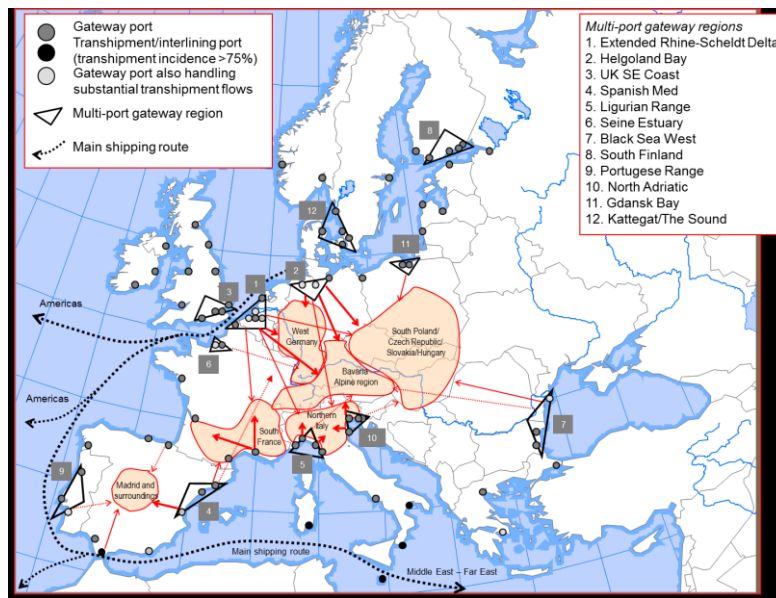 Gateway port
Transhipment/interlining port
(transhipment incidence >75%)
Gateway port also handling
substantial transhipment flows
Multi-port gateway region
Main shipping route
Multi-port gateway regions
1. Extended Rhine-Scheldt Delta
2. Helgoland Bay
3. UK SE Coast
4. Spanish Med
5. Ligurian Range
6. Seine Estuary
7. Black Sea West
8. South Finland
9. Portugese Range
10. North Adriatic
11. Gdansk Bay
12. Kattegat/The Sound
8
12
11
2
1
3
Americas
6
West
Germany
South Poland/
Czech Republic/
Slovakia/Hungary
Bavaria
Alpine region
Americas
South
France
Northern
Italy
10
7
5
9
Madrid and
surroundings
4
Main shipping route
Middle East – Far East